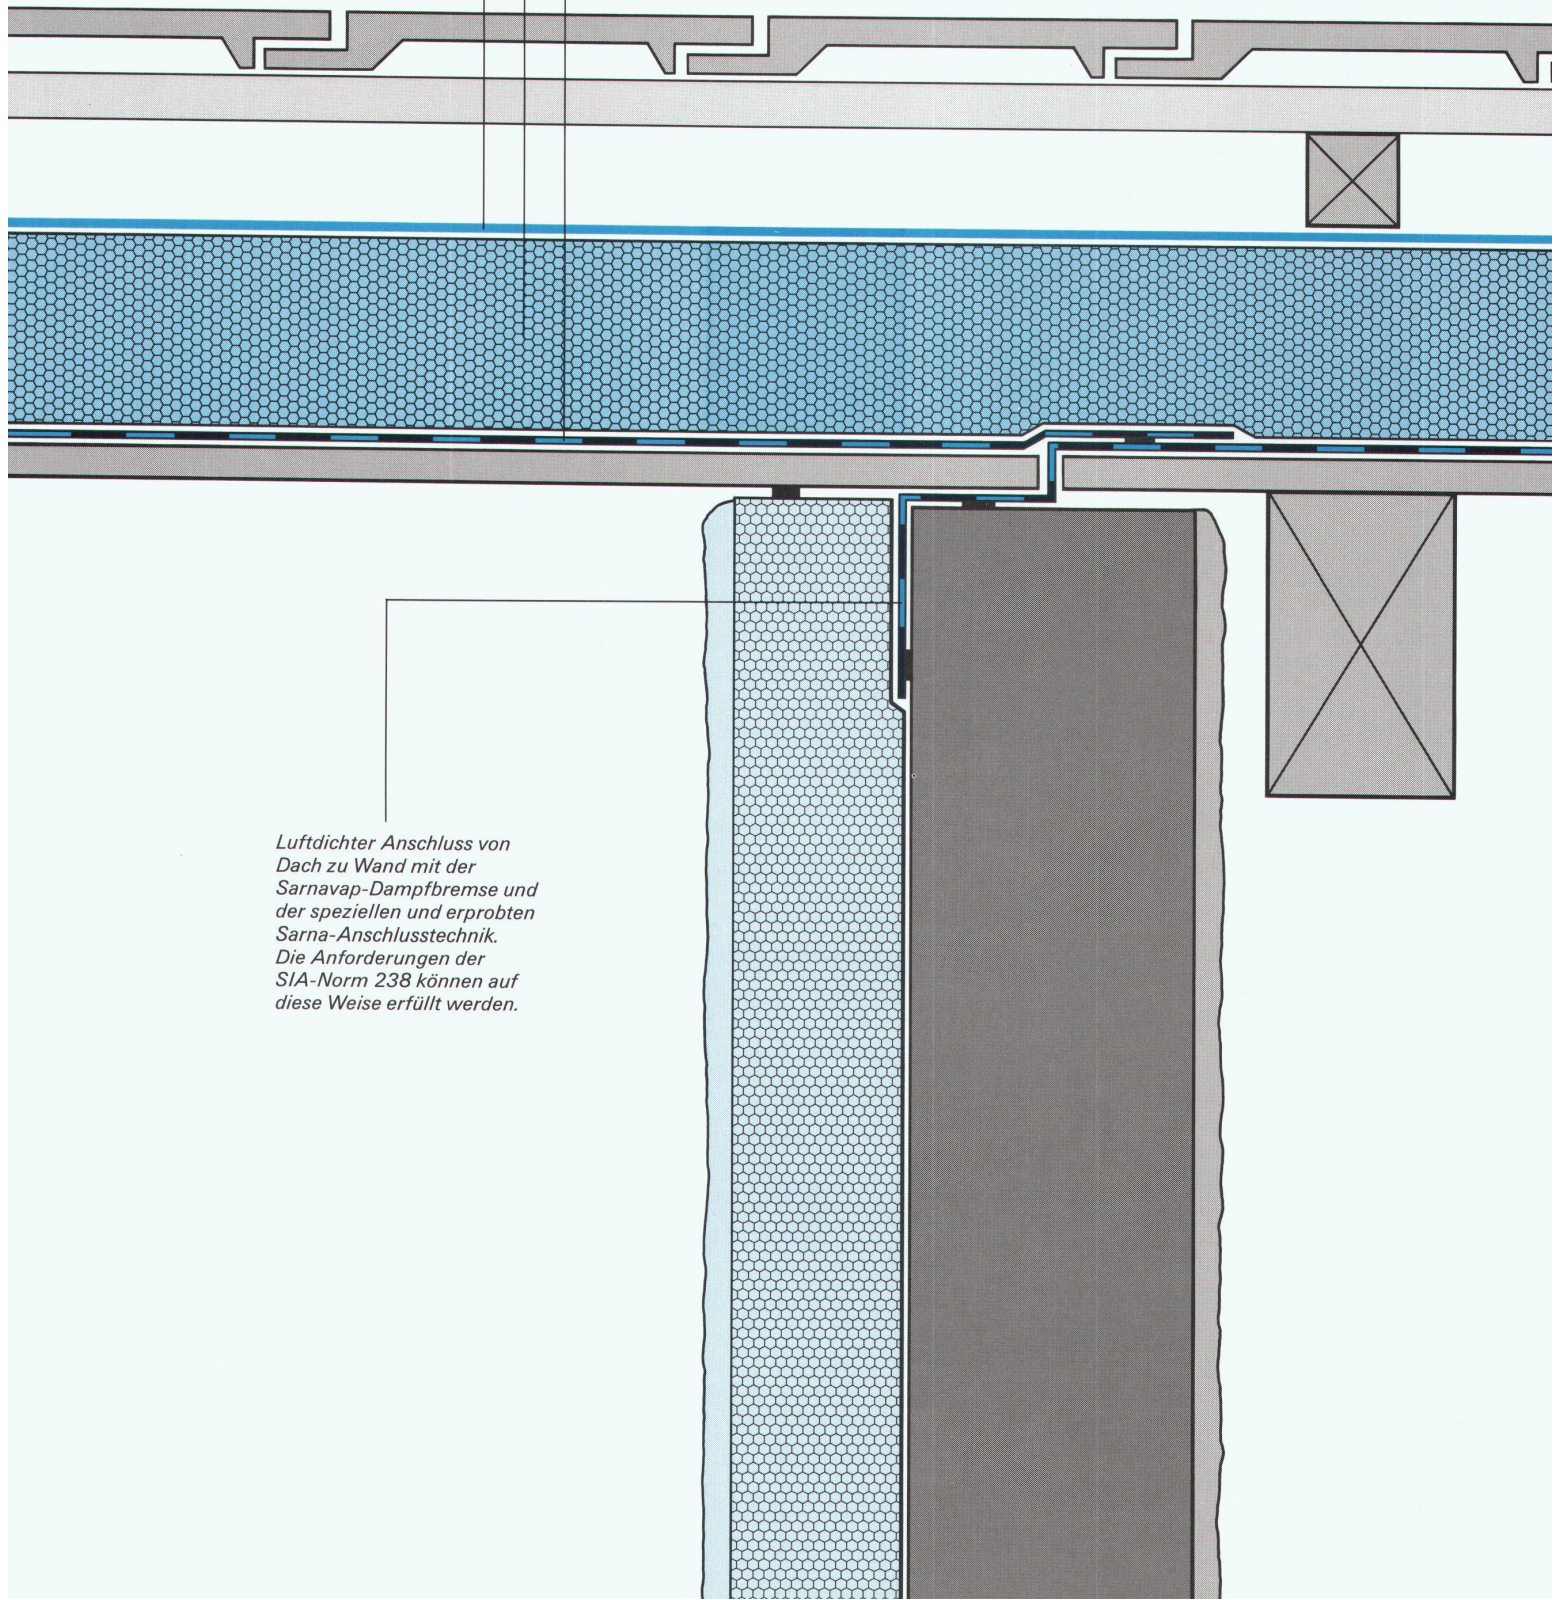 Luftdichter Anschluss von
Dach zu Wand mit der
Sarnavap-Dampfbremse und
der speziellen und erprobten
Sarna-Anschlusstechnik.
Die Anforderungen der
SIA-Norm 238 können auf
diese Weise erfüllt werden.